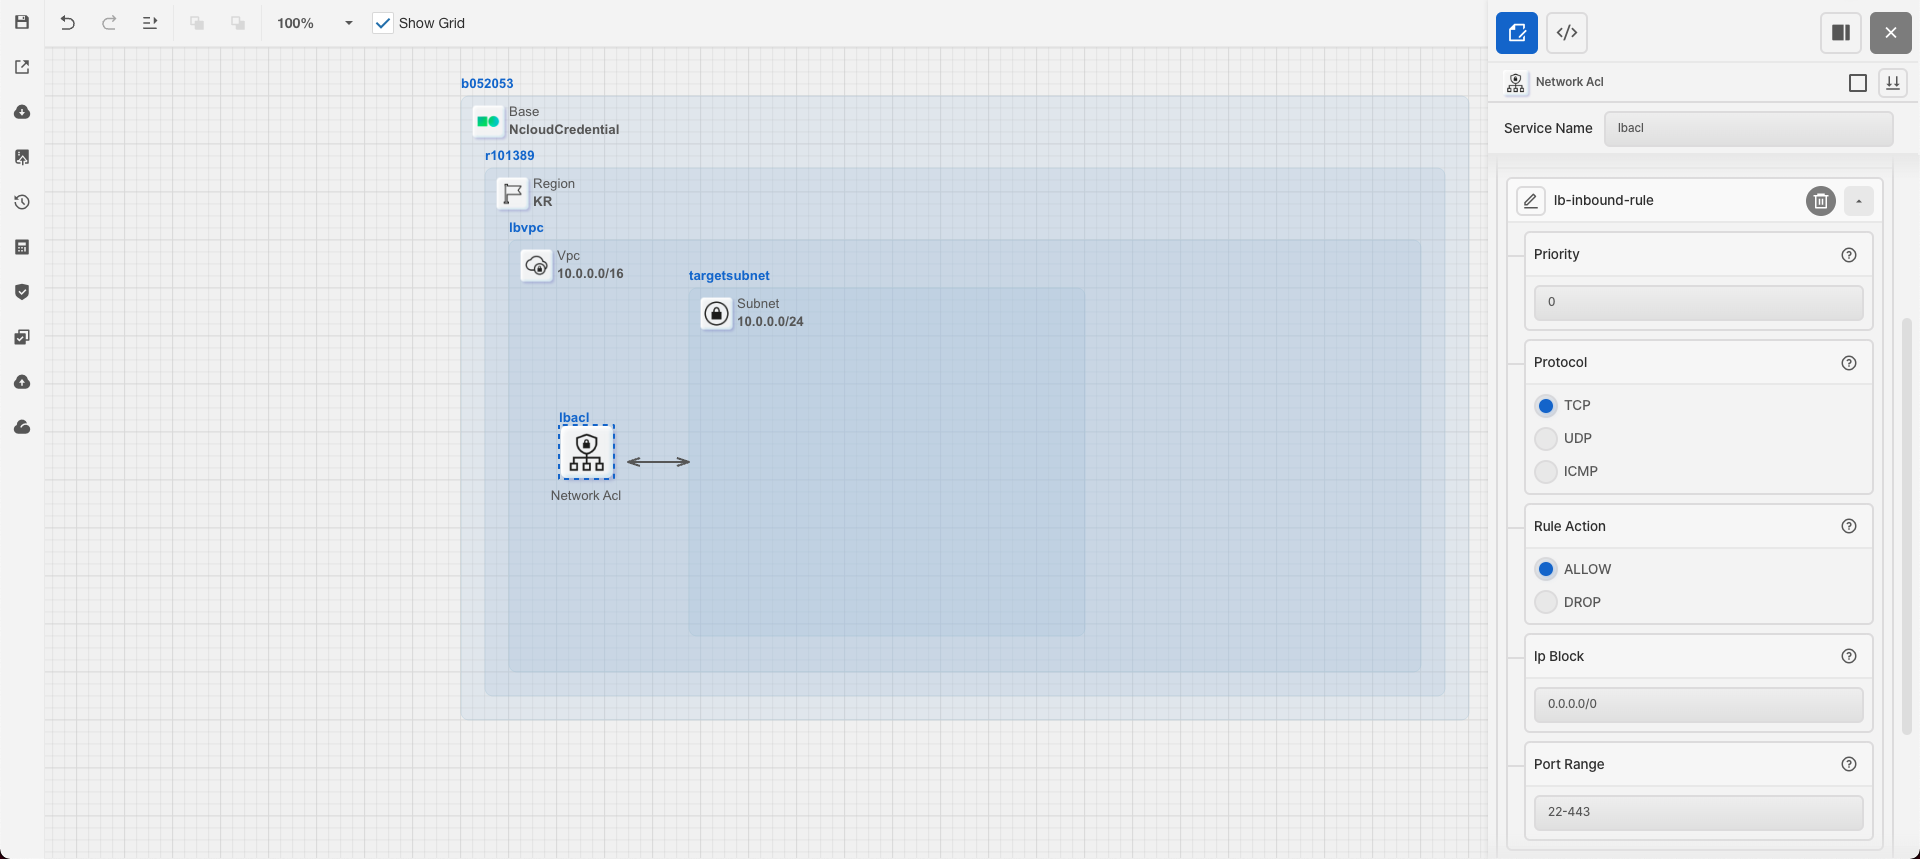 100%
Show Grid
b052053
Base
NcloudCredential
r101389
Region
KR
lbvpc
Vpc
10.0.0.0/16
targetsubnet
Subnet
10.0.0.0/24
lbacl
Network Acl
Network Acl
Service Name
lbacl
lb-inbound-rule
Priority
0
Protocol
TCP
UDP
ICMP
Rule Action
ALLOW
DROP
Ip Block
0.0.0.0/0
Port Range
22-443